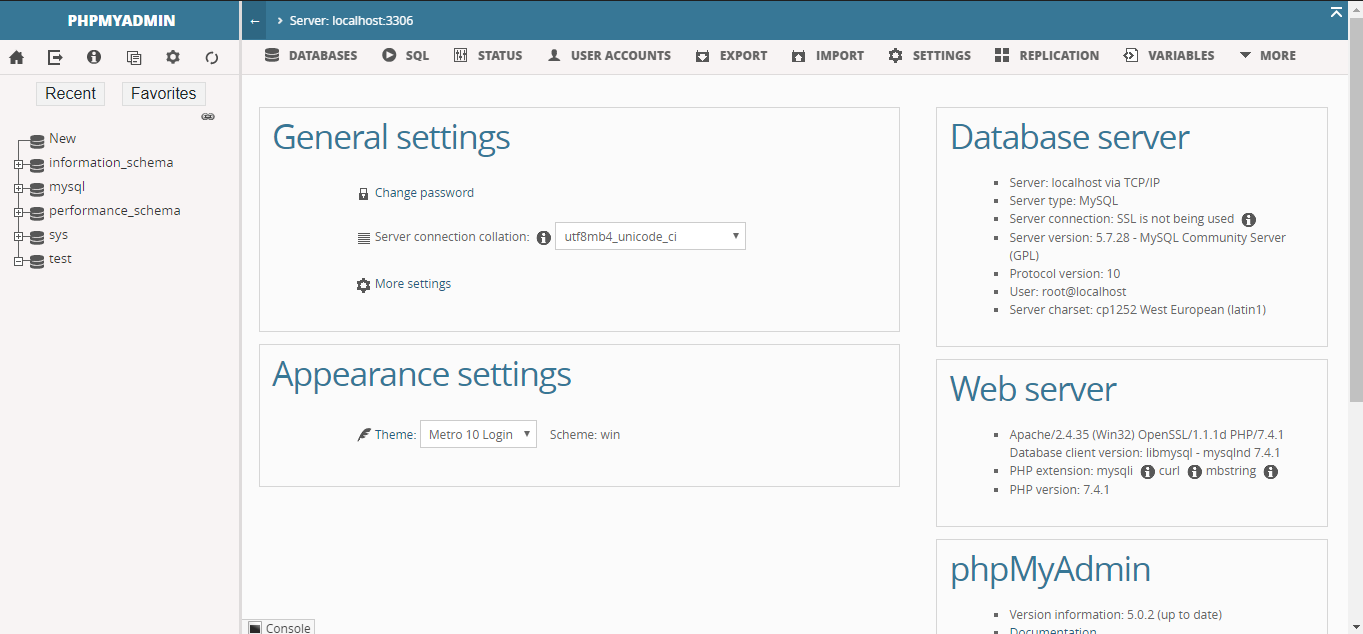 PHPMYADMIN
← › Server: localhost:3306
DATABASES SQL STATUS USER ACCOUNTS EXPORT IMPORT SETTINGS REPLICATION VARIABLES MORE
Recent Favorites
New
information_schema
mysql
performance_schema
sys
test
General settings
Change password
Server connection collation: utf8mb4_unicode_ci
More settings
Appearance settings
Theme: Metro 10 Login Scheme: win
Database server
Server: localhost via TCP/IP
Server type: MySQL
Server connection: SSL is not being used
Server version: 5.7.28 - MySQL Community Server
(GPL)
Protocol version: 10
User: root@localhost
Server charset: cp1252 West European (latin1)
Web server
Apache/2.4.35 (Win32) OpenSSL/1.1.1d PHP/7.4.1
Database client version: libmysql - mysqlnd 7.4.1
PHP extension: mysqli curl mbstring
PHP version: 7.4.1
phpMyAdmin
Version information: 5.0.2 (up to date)
Documentation
Console